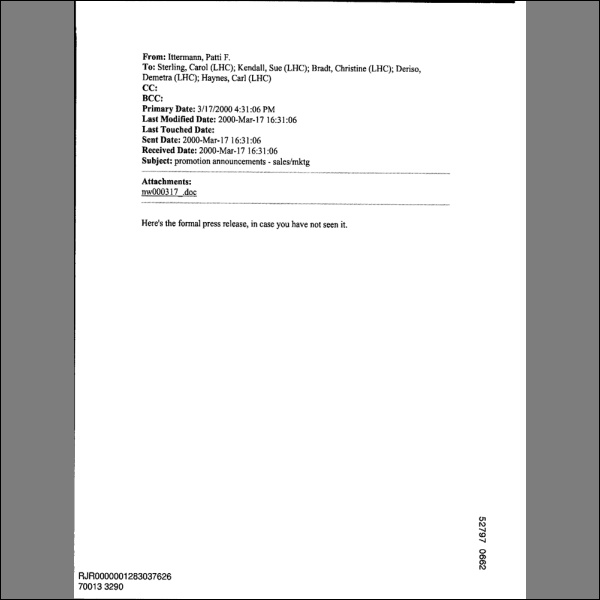 From: Ittermann, Patti F.
To: Sterling, Carol (LHC); Kendall, Sue (LHC); Bradt, Christine (LHC); Deriso,
Demetra (LHC); Haynes, Carl (LHC)
CC:
BCC:
Primary Date: 3/17/2000 4:31:06 PM
Last Modified Date: 2000-Mar-17 16:31:06
Last Touched Date:
Sent Date: 2000-Mar-17 16:31:06
Received Date: 2000-Mar-17 16:31:06
Subject: promotion announcements - sales/mktg
Attachments:
nw000317_.doc
Here's the formal press release, in case you have not seen it.
52797 0662
RJR0000001283037626
70013 3290